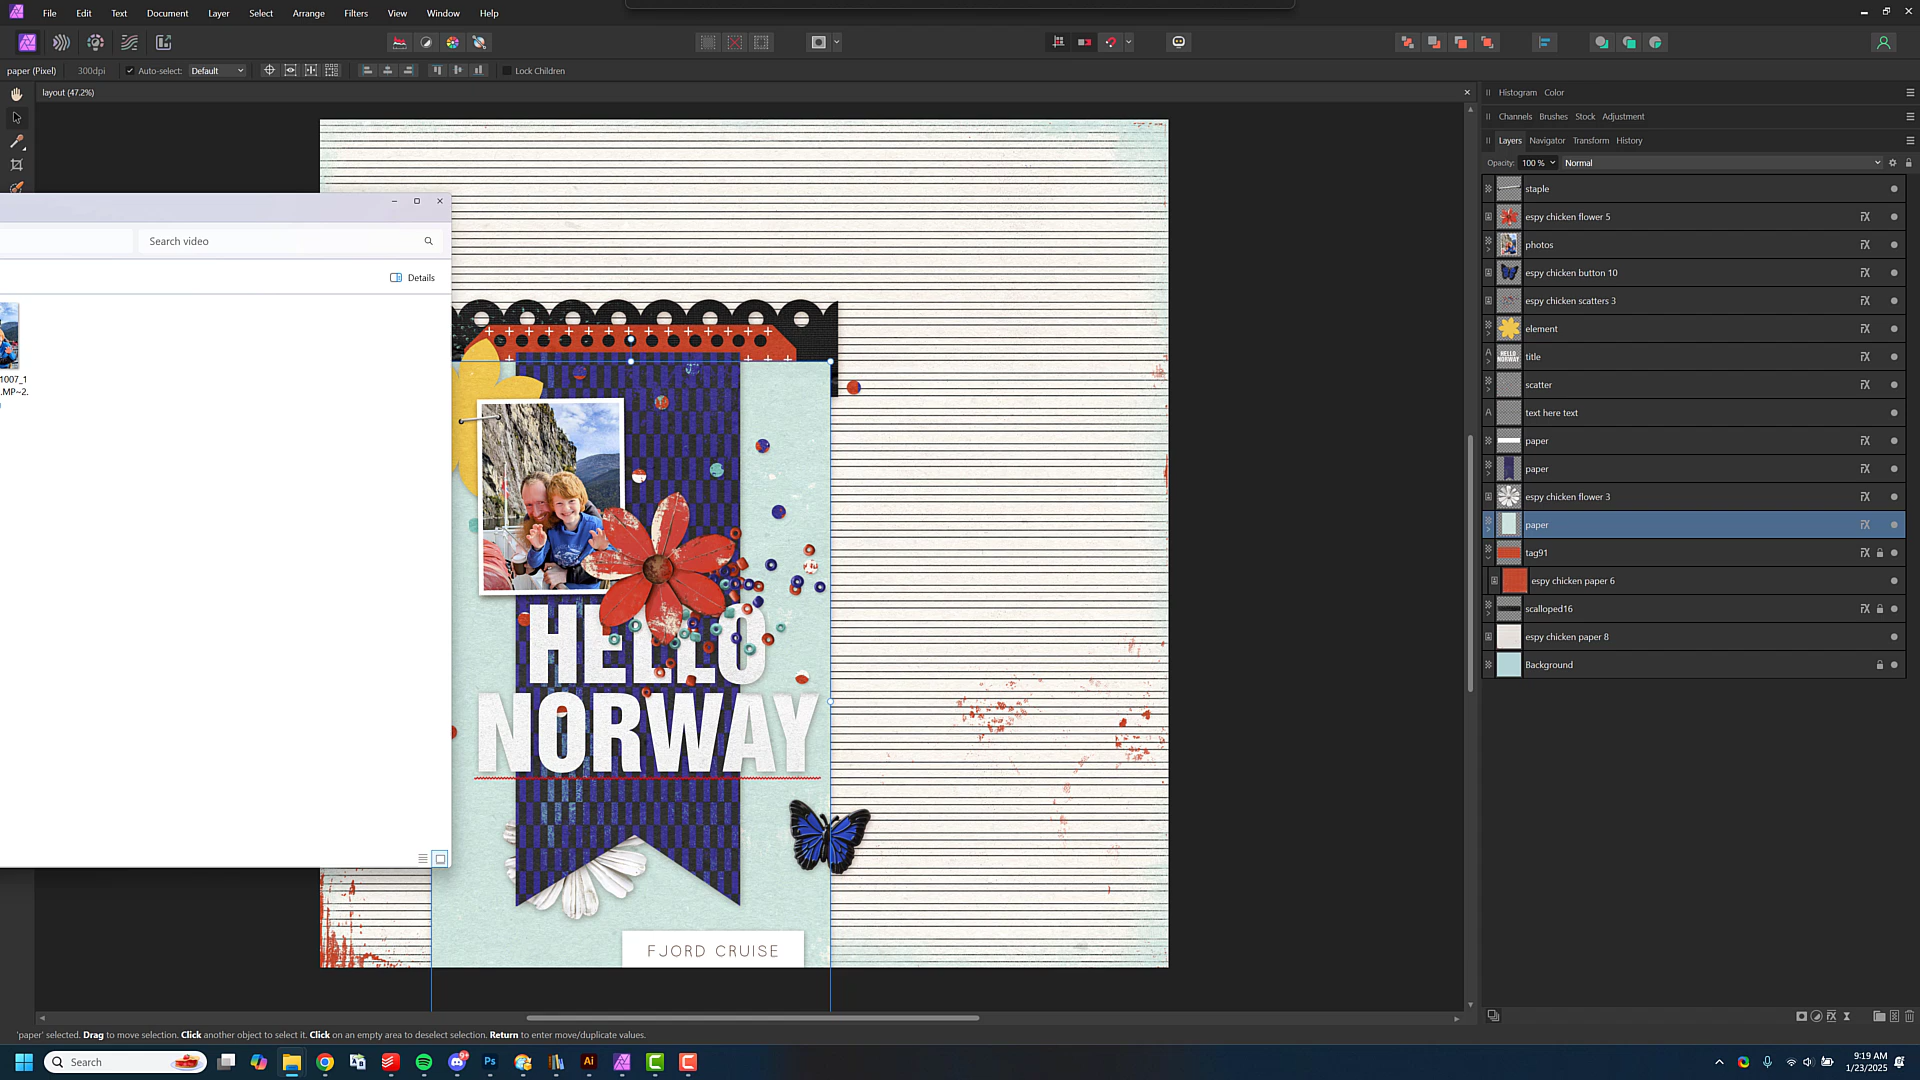 File Edit Text Document Layer Select Arrange Filters View Window Help
paper (Pixel) 300dpi Auto-select: Default Lock Children
layout (47.2%)
Histogram Color
Channels Brushes Stock Adjustment
Layers Navigator Transform History
Opacity: 100 % Normal
staple
espy chicken flower 5
photos
espy chicken button 10
espy chicken scatters 3
element
title
scatter
text here text
paper
paper
espy chicken flower 3
paper
tag91
espy chicken paper 6
scalloped16
espy chicken paper 8
Background
Search video
Details
1007_1
.MP~2.
HELLO
NORWAY
FJORD CRUISE
'paper' selected. Drag to move selection. Click another object to select it. Click on an empty area to deselect selection. Return to enter move/duplicate values.
Search
9:19 AM
1/23/2025